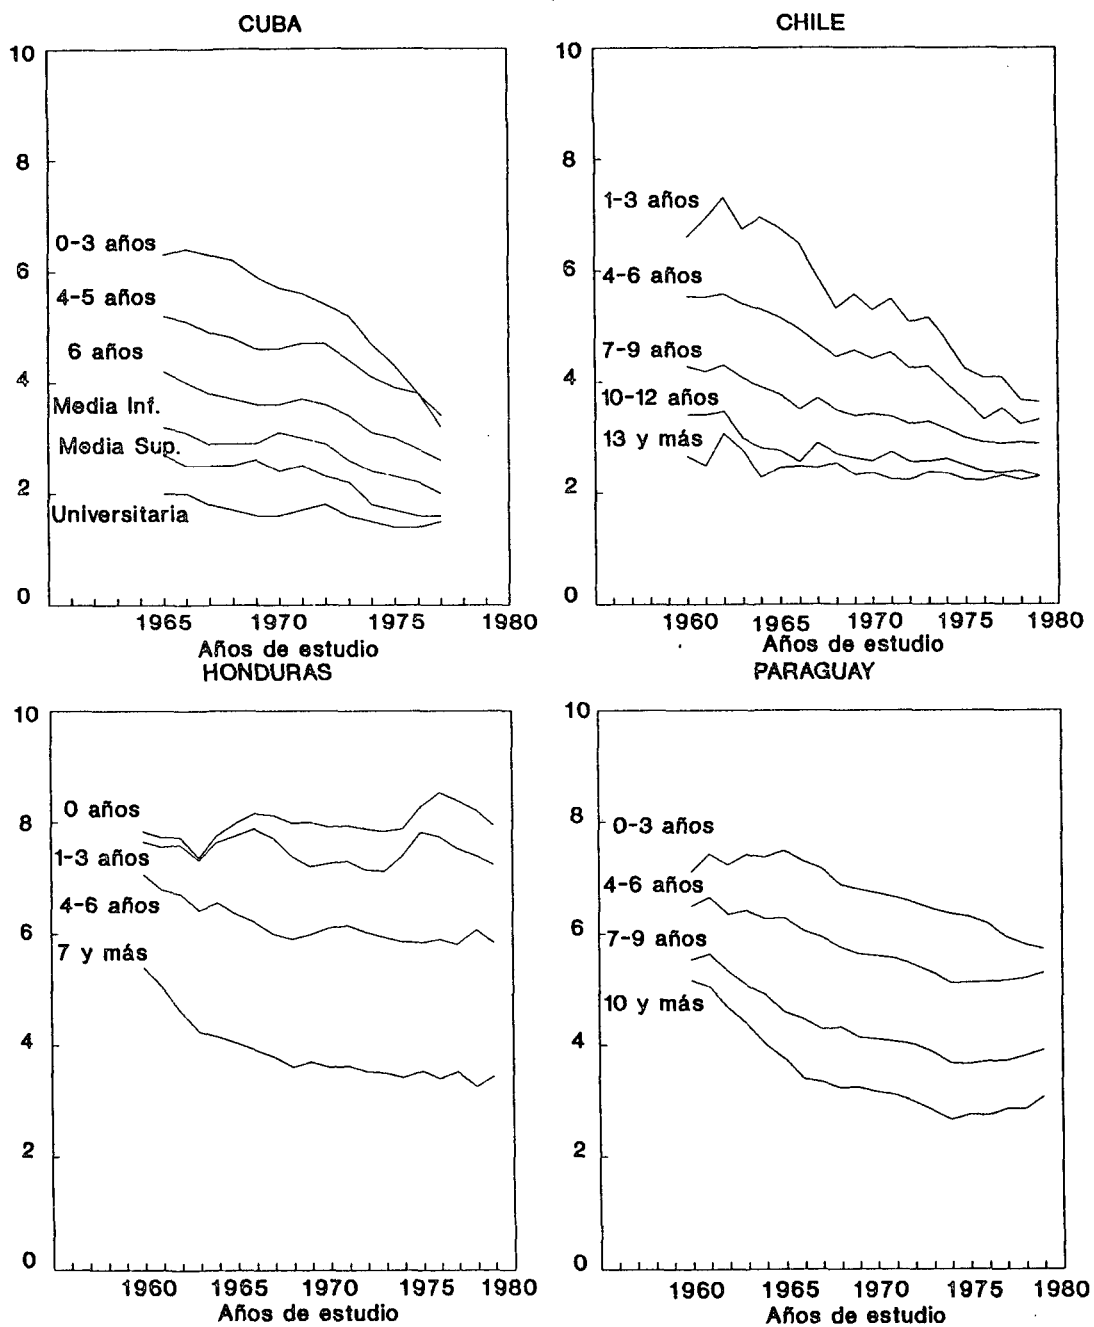 CUBA
10
8
6
4
2
0
0-3 años
4-5 años
6 años
Media Inf.
Media Sup.
Universitaria
1965 1970 1975 1980
Años de estudio
CHILE
10
8
6
4
2
0
1-3 años
4-6 años
7-9 años
10-12 años
13 y más
1960 1965 1970 1975 1980
Años de estudio
HONDURAS
10
8
6
4
2
0
0 años
1-3 años
4-6 años
7 y más
1960 1965 1970 1975 1980
Años de estudio
PARAGUAY
10
8
6
4
2
0
0-3 años
4-6 años
7-9 años
10 y más
1960 1965 1970 1975 1980
Años de estudio